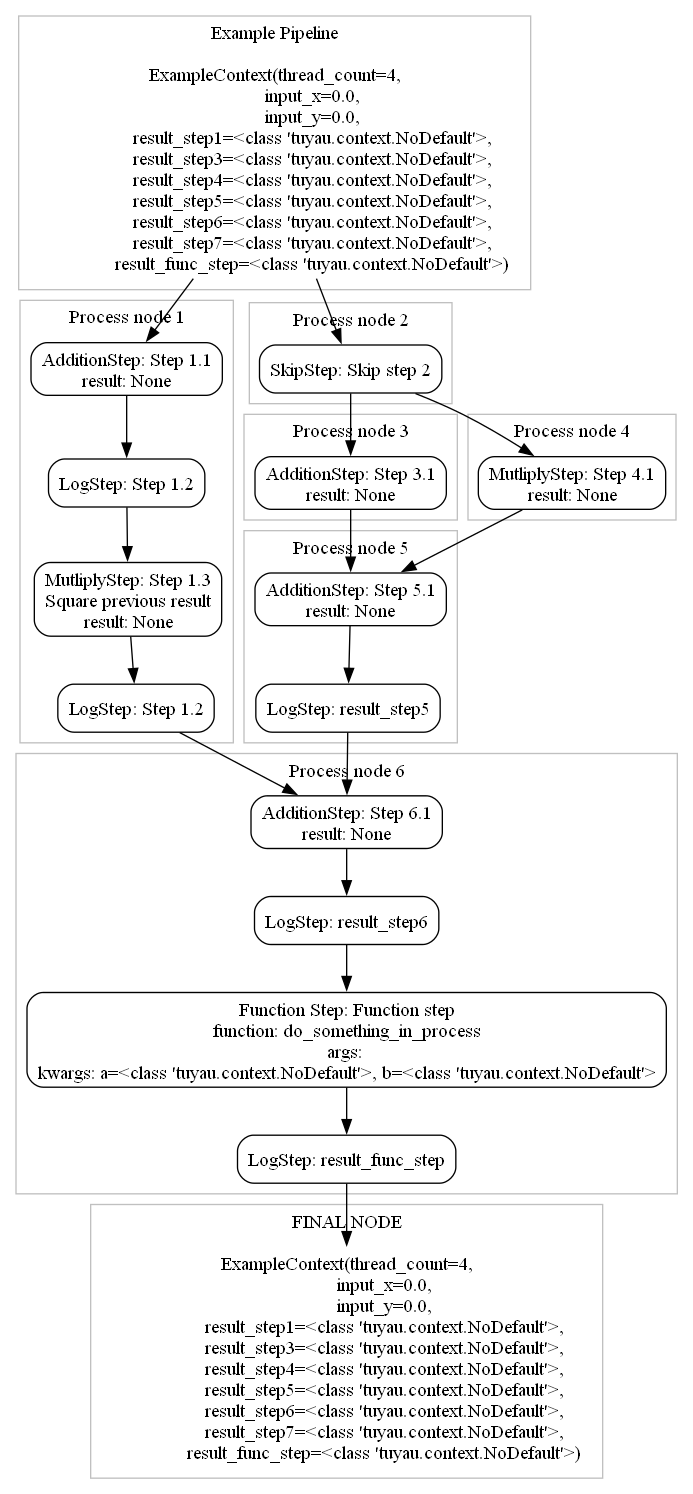 Example Pipeline
ExampleContext(thread_count=4,
input_x=0.0,
input_y=0.0,
result_step1=<class 'tuyau.context.NoDefault'>,
result_step3=<class 'tuyau.context.NoDefault'>,
result_step4=<class 'tuyau.context.NoDefault'>,
result_step5=<class 'tuyau.context.NoDefault'>,
result_step6=<class 'tuyau.context.NoDefault'>,
result_step7=<class 'tuyau.context.NoDefault'>,
result_func_step=<class 'tuyau.context.NoDefault'>)
Process node 1
AdditionStep: Step 1.1
result: None
LogStep: Step 1.2
MutliplyStep: Step 1.3
Square previous result
result: None
LogStep: Step 1.2
Process node 2
SkipStep: Skip step 2
Process node 3
AdditionStep: Step 3.1
result: None
Process node 4
MutliplyStep: Step 4.1
result: None
Process node 5
AdditionStep: Step 5.1
result: None
LogStep: result_step5
Process node 6
AdditionStep: Step 6.1
result: None
LogStep: result_step6
Function Step: Function step
function: do_something_in_process
args:
kwargs: a=<class 'tuyau.context.NoDefault'>, b=<class 'tuyau.context.NoDefault'>
LogStep: result_func_step
FINAL NODE
ExampleContext(thread_count=4,
input_x=0.0,
input_y=0.0,
result_step1=<class 'tuyau.context.NoDefault'>,
result_step3=<class 'tuyau.context.NoDefault'>,
result_step4=<class 'tuyau.context.NoDefault'>,
result_step5=<class 'tuyau.context.NoDefault'>,
result_step6=<class 'tuyau.context.NoDefault'>,
result_step7=<class 'tuyau.context.NoDefault'>,
result_func_step=<class 'tuyau.context.NoDefault'>)